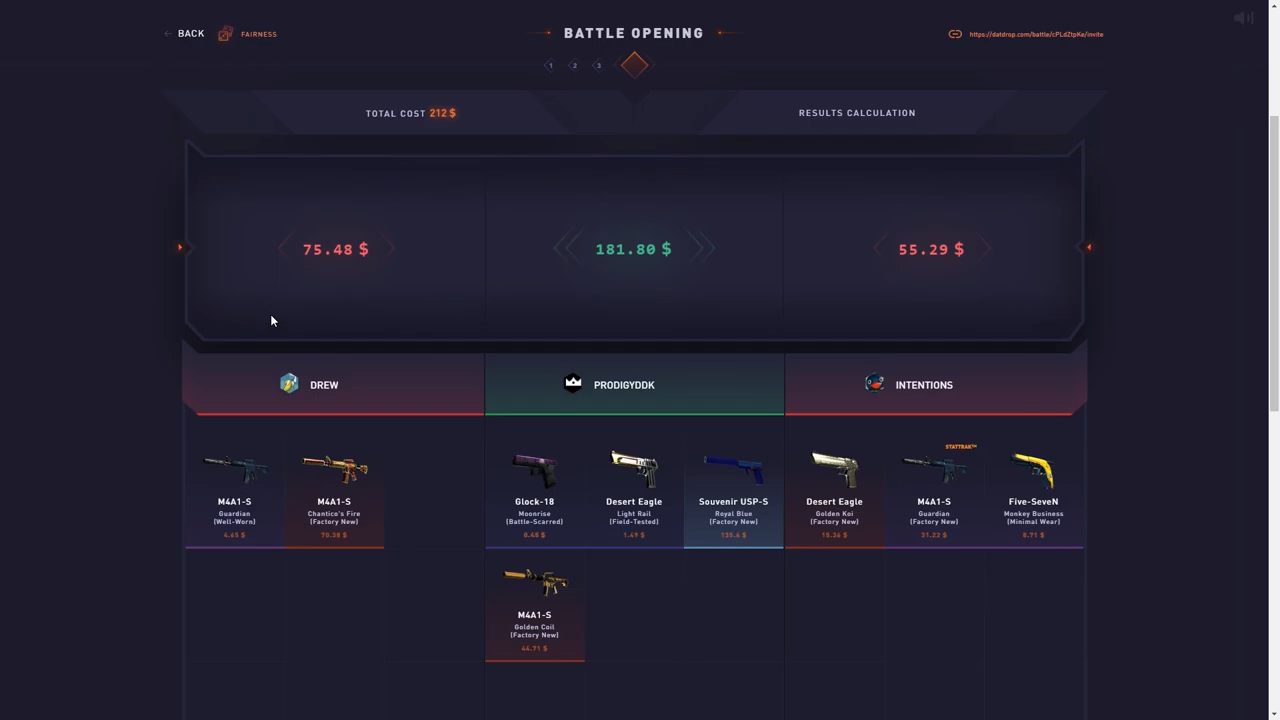 BACK
FAIRNESS
BATTLE OPENING
https://datdrop.com/battle/cPLdZtpKe/invite
1 2 3
TOTAL COST 212 $
RESULTS CALCULATION
75.48 $
181.80 $
55.29 $
DREW
PRODIGYDDK
INTENTIONS
M4A1-S
Guardian
(Well-Worn)
4.65 $
M4A1-S
Chantico's Fire
(Factory New)
70.38 $
Glock-18
Moonrise
(Battle-Scarred)
0.48 $
Desert Eagle
Light Rail
(Field-Tested)
1.49 $
Souvenir USP-S
Royal Blue
(Factory New)
135.4 $
Desert Eagle
Golden Koi
(Factory New)
15.36 $
STATTRAK™
M4A1-S
Guardian
(Factory New)
31.22 $
Five-SeveN
Monkey Business
(Minimal Wear)
8.71 $
M4A1-S
Golden Coil
(Factory New)
44.71 $